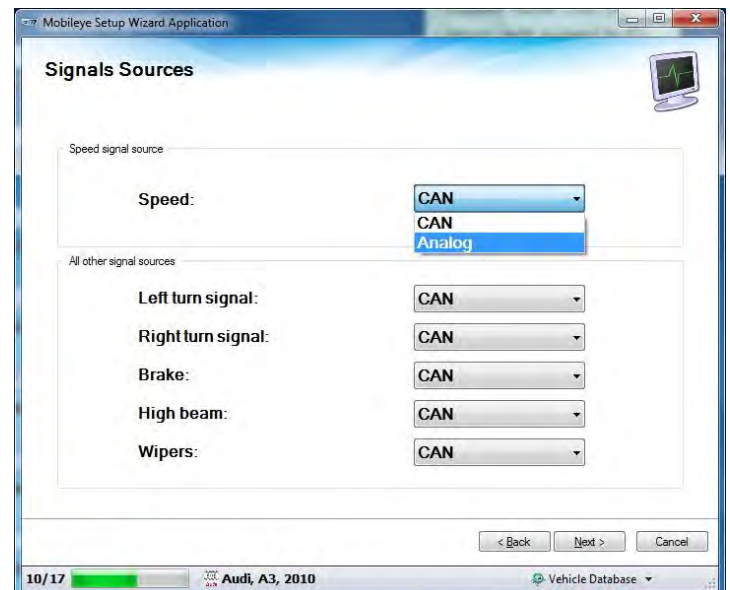 Mobileye Setup Wizard Application
Signals Sources
Speed signal source
Speed: CAN
CAN
Analog
All other signal sources
Left turn signal: CAN
Right turn signal: CAN
Brake: CAN
High beam: CAN
Wipers: CAN
< Back Next > Cancel
10/17 Audi, A3, 2010 Vehicle Database